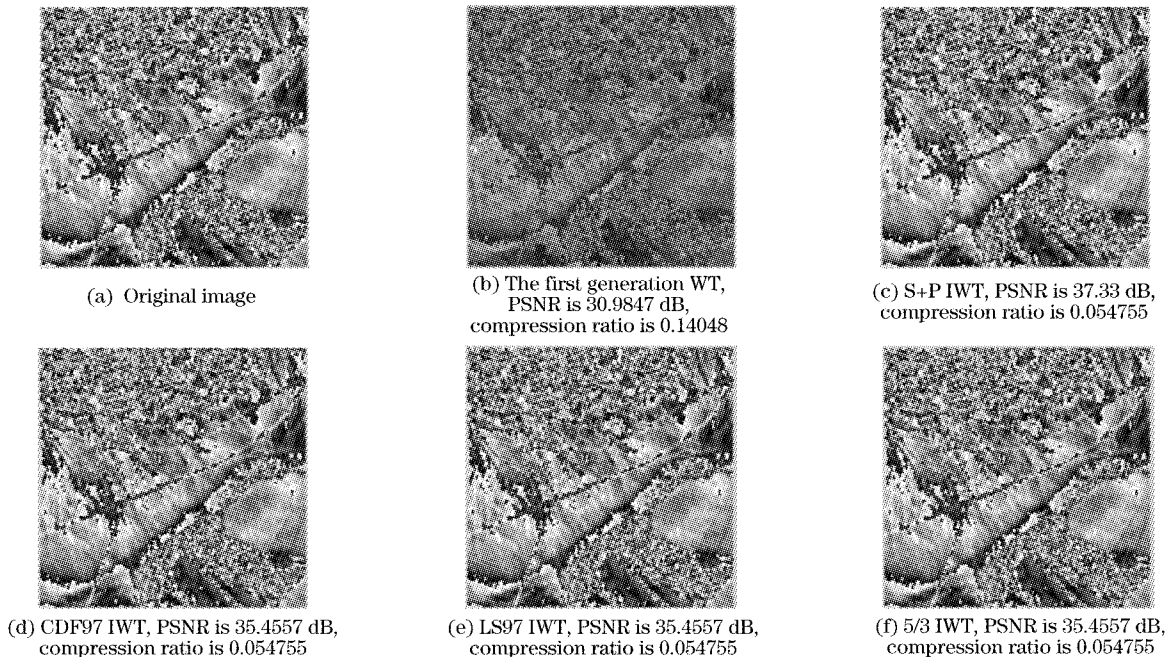 (a) Original image
(b) The first generation WT,
PSNR is 30.9847 dB,
compression ratio is 0.14048
(c) S+P IWT, PSNR is 37.33 dB,
compression ratio is 0.054755
(d) CDF97 IWT, PSNR is 35.4557 dB,
compression ratio is 0.054755
(e) LS97 IWT, PSNR is 35.4557 dB,
compression ratio is 0.054755
(f) 5/3 IWT, PSNR is 35.4557 dB,
compression ratio is 0.054755